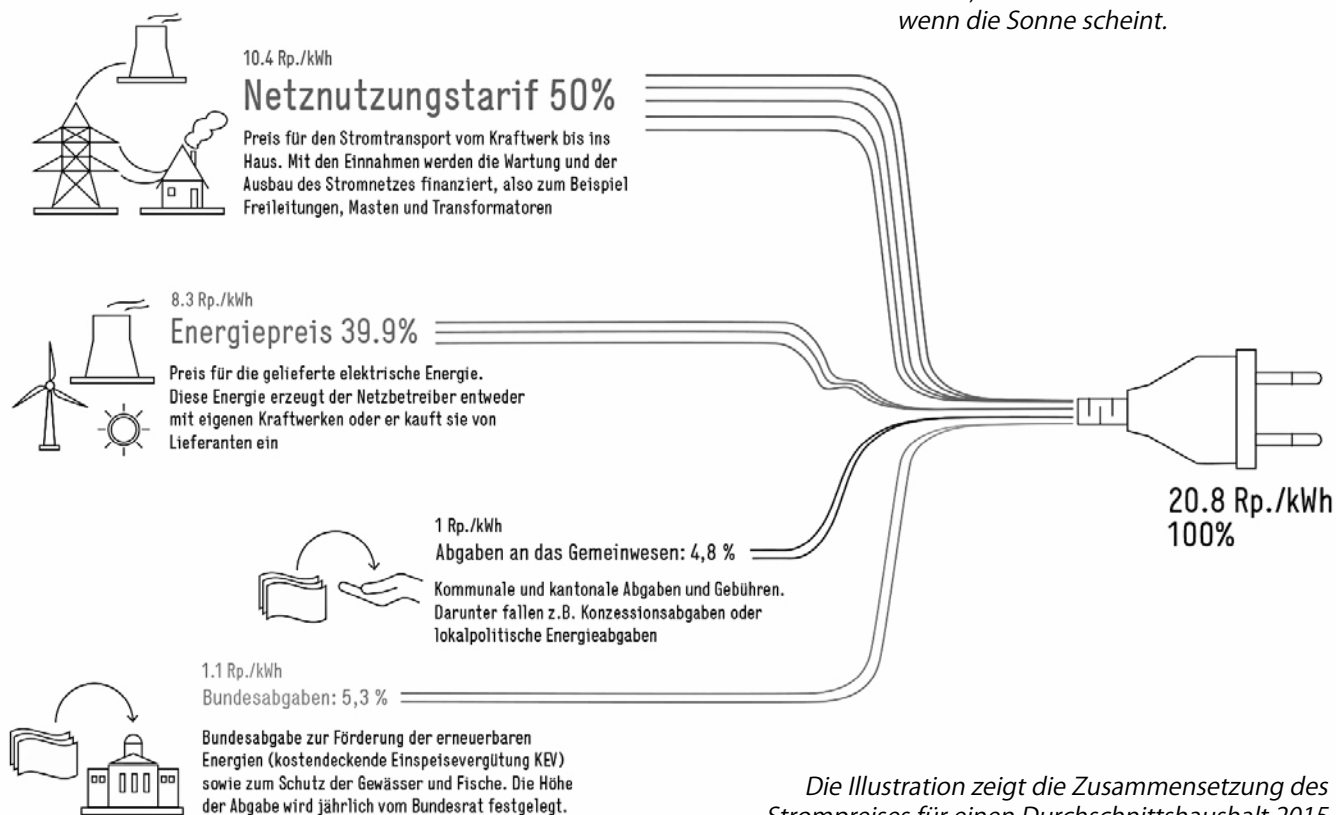 wenn die Sonne scheint.
10.4 Rp./kWh
Netznutzungstarif 50%
Preis für den Stromtransport vom Kraftwerk bis ins
Haus. Mit den Einnahmen werden die Wartung und der
Ausbau des Stromnetzes finanziert, also zum Beispiel
Freileitungen, Masten und Transformatoren
8.3 Rp./kWh
Energiepreis 39.9%
Preis für die gelieferte elektrische Energie.
Diese Energie erzeugt der Netzbetreiber entweder
mit eigenen Kraftwerken oder er kauft sie von
Lieferanten ein
20.8 Rp./kWh
100%
1 Rp./kWh
Abgaben an das Gemeinwesen: 4,8 %
Kommunale und kantonale Abgaben und Gebühren.
Darunter fallen z.B. Konzessionsabgaben oder
lokalpolitische Energieabgaben
1.1 Rp./kWh
Bundesabgaben: 5,3 %
Bundesabgabe zur Förderung der erneuerbaren
Energien (kostendeckende Einspeisevergütung KEV)
sowie zum Schutz der Gewässer und Fische. Die Höhe
der Abgabe wird jährlich vom Bundesrat festgelegt.
Die Illustration zeigt die Zusammensetzung des
Strompreises für einen Durchschnittshaushalt 2015